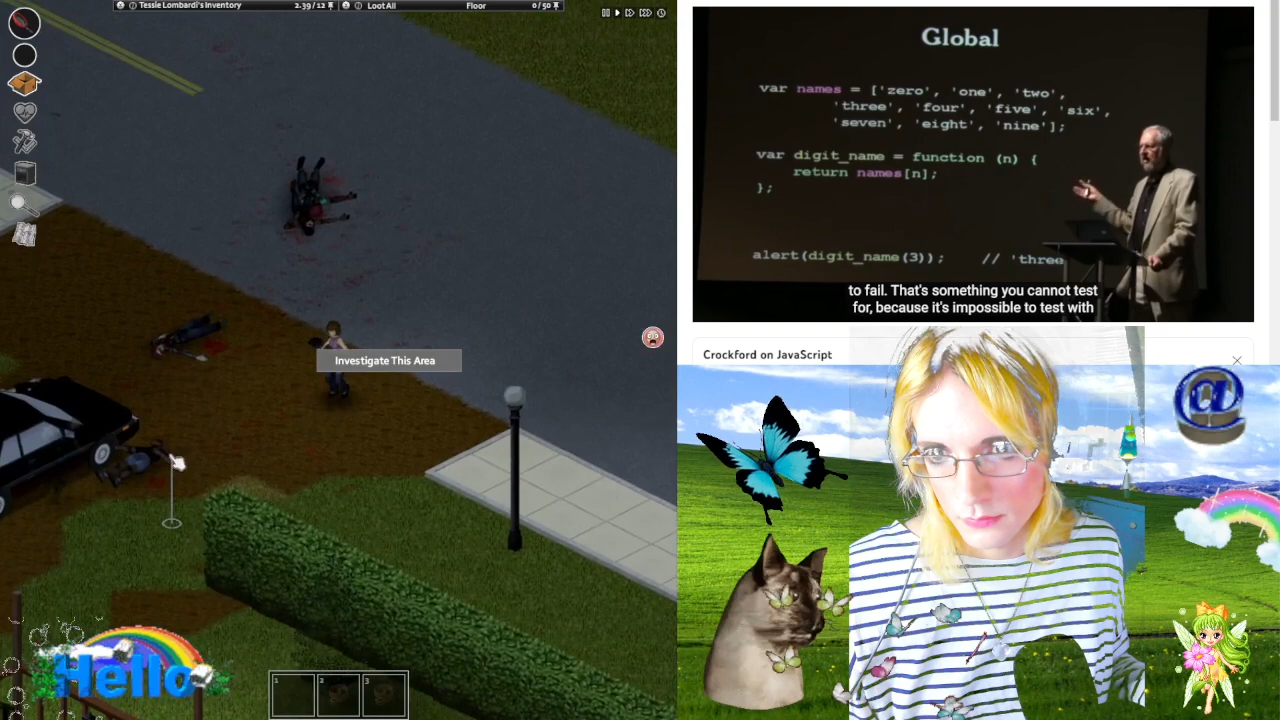 Tessie Lombardi's Inventory
2.39 / 12
Loot All
Floor
0 / 50
Investigate This Area
1
2
3
Hello
Global
var names = ['zero', 'one', 'two',
'three', 'four', 'five', 'six',
'seven', 'eight', 'nine'];
var digit_name = function (n) {
return names[n];
};
alert(digit_name(3)); // 'three
to fail. That's something you cannot test
for, because it's impossible to test with
Crockford on JavaScript
@